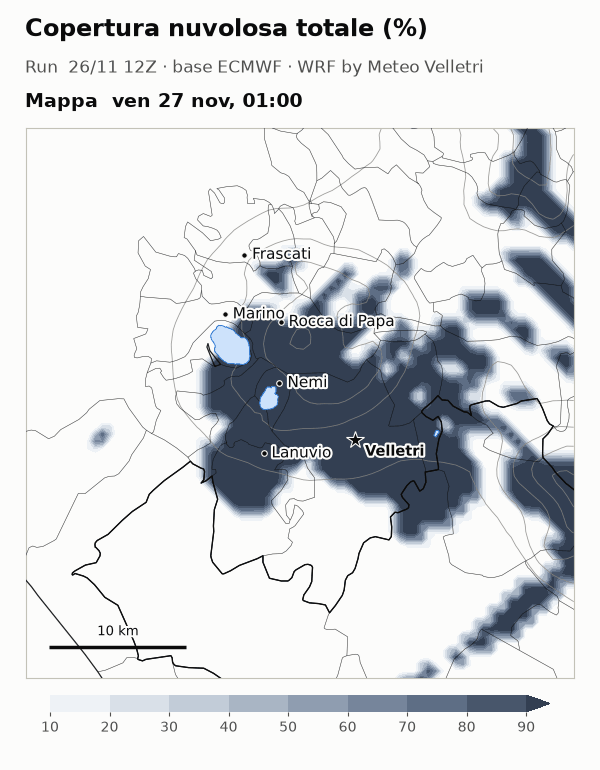 Copertura nuvolosa totale (%)
Run  26/11 12Z · base ECMWF · WRF by Meteo Velletri
Mappa  ven 27 nov, 01:00
Frascati
Marino
Rocca di Papa
Nemi
Velletri
Lanuvio
10 km
10 20 30 40 50 60 70 80 90